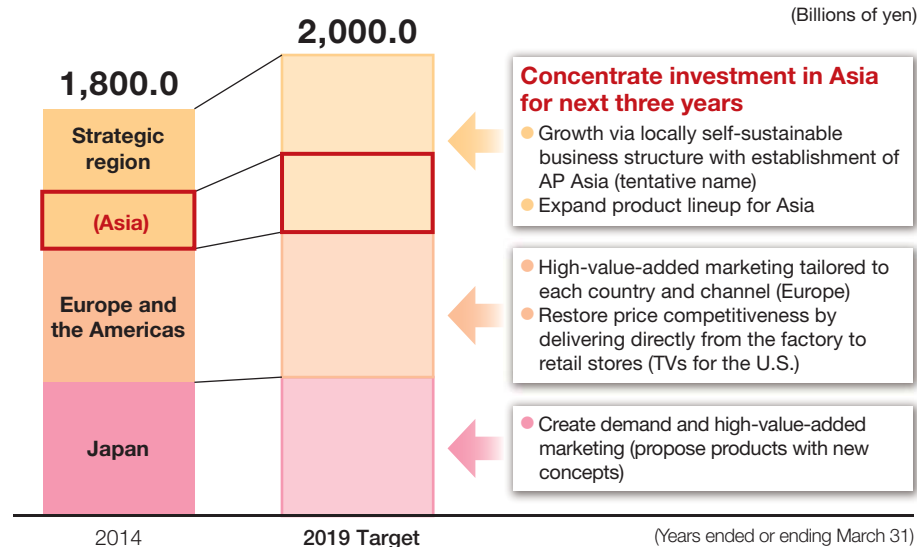 (Billions of yen)
2,000.0
1,800.0
Strategic
region
(Asia)
Europe and
the Americas
Japan
Concentrate investment in Asia
for next three years
● Growth via locally self-sustainable
business structure with establishment of
AP Asia (tentative name)
● Expand product lineup for Asia
● High-value-added marketing tailored to
each country and channel (Europe)
● Restore price competitiveness by
delivering directly from the factory to
retail stores (TVs for the U.S.)
● Create demand and high-value-added
marketing (propose products with new
concepts)
2014
2019 Target
(Years ended or ending March 31)